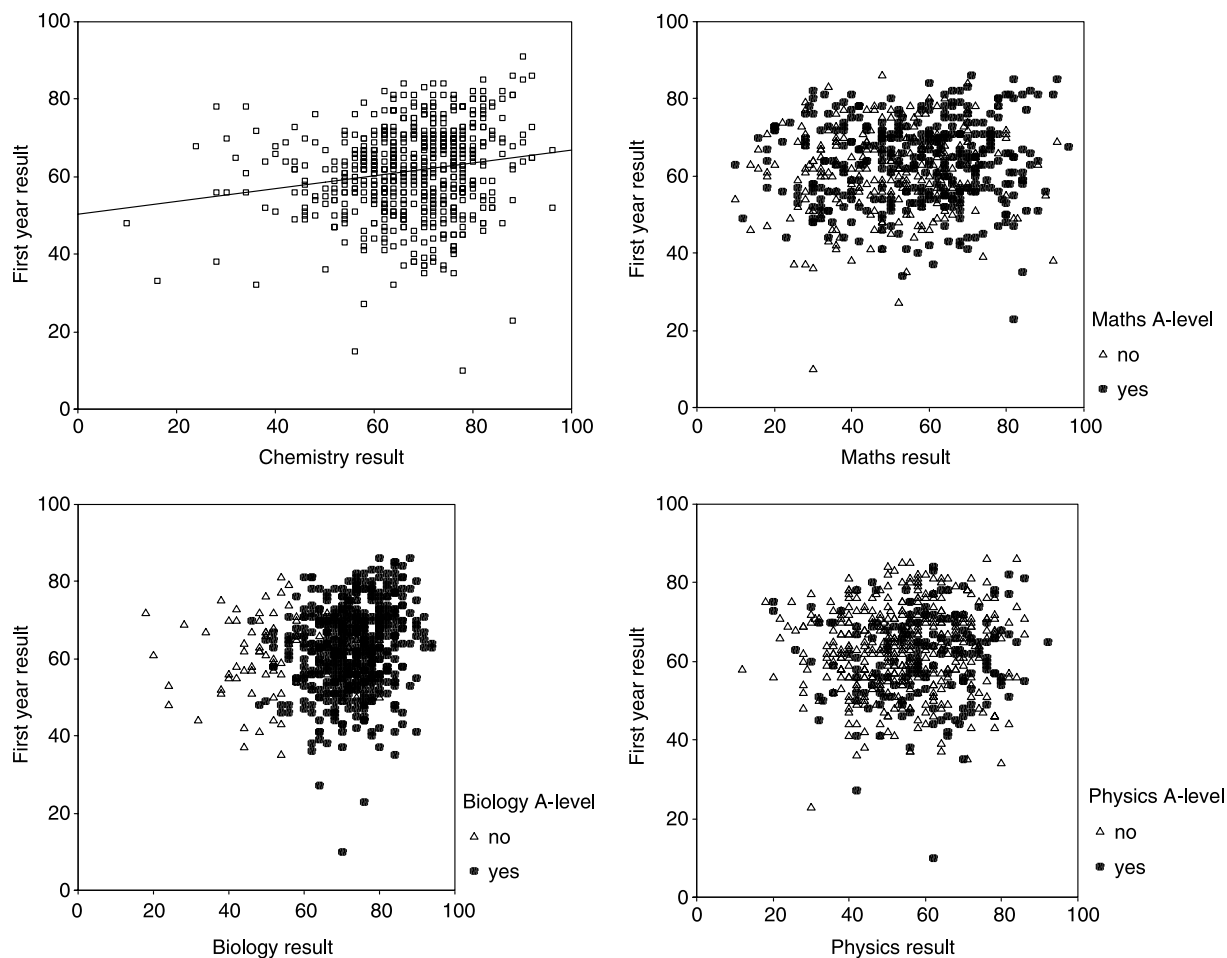 100
80
60
40
20
0
First year result
0 20 40 60 80 100
Chemistry result
100
80
60
40
20
0
First year result
0 20 40 60 80 100
Maths result
Maths A-level
no
yes
100
80
60
40
20
0
First year result
0 20 40 60 80 100
Biology result
Biology A-level
no
yes
100
80
60
40
20
0
First year result
0 20 40 60 80 100
Physics result
Physics A-level
no
yes